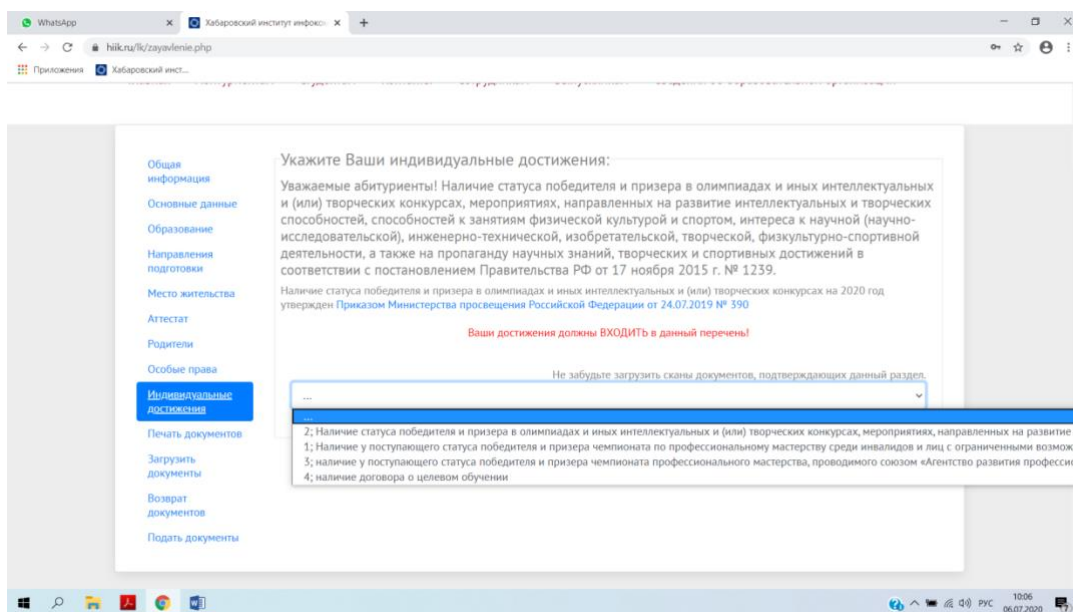 WhatsApp
Хабаровский институт инфоком
hiik.ru/lk/zayavlenie.php
Приложения
Хабаровский инст...
Общая
информация
Основные данные
Образование
Направления
подготовки
Место жительства
Аттестат
Родители
Особые права
Индивидуальные
достижения
Печать документов
Загрузить
документы
Возврат
документов
Подать документы
Укажите Ваши индивидуальные достижения:
Уважаемые абитуриенты! Наличие статуса победителя и призера в олимпиадах и иных интеллектуальных
и (или) творческих конкурсах, мероприятиях, направленных на развитие интеллектуальных и творческих
способностей, способностей к занятиям физической культурой и спортом, интереса к научной (научно-
исследовательской), инженерно-технической, изобретательской, творческой, физкультурно-спортивной
деятельности, а также на пропаганду научных знаний, творческих и спортивных достижений в
соответствии с постановлением Правительства РФ от 17 ноября 2015 г. № 1239.
Наличие статуса победителя и призера в олимпиадах и иных интеллектуальных и (или) творческих конкурсах на 2020 год
утвержден Приказом Министерства просвещения Российской Федерации от 24.07.2019 № 390
Ваши достижения должны ВХОДИТЬ в данный перечень!
Не забудьте загрузить сканы документов, подтверждающих данный раздел.
...
...
2; Наличие статуса победителя и призера в олимпиадах и иных интеллектуальных и (или) творческих конкурсах, мероприятиях, направленных на развитие
1; Наличие у поступающего статуса победителя и призера чемпионата по профессиональному мастерству среди инвалидов и лиц с ограниченными возмож
3; наличие у поступающего статуса победителя и призера чемпионата профессионального мастерства, проводимого союзом «Агентство развития професси
4; наличие договора о целевом обучении
РУС
10:06
06.07.2020